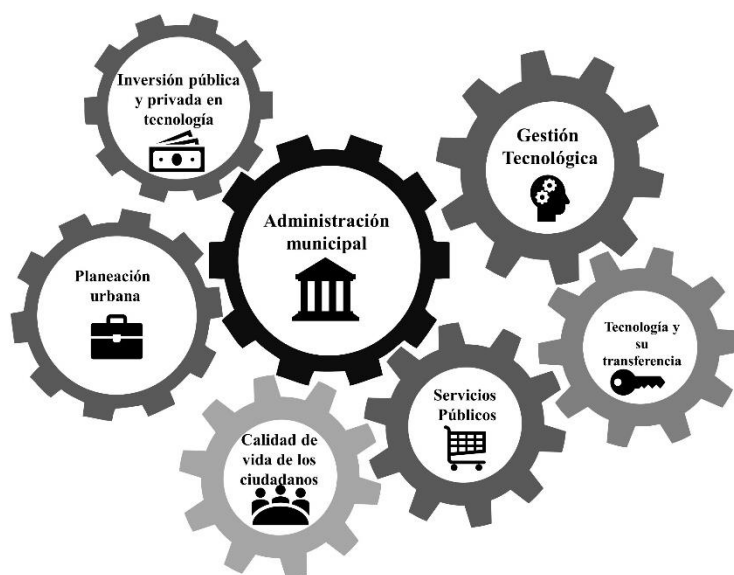 Inversión pública
y privada en
tecnología
Gestión
Tecnológica
Administración
municipal
Planeación
urbana
Tecnología y
su
transferencia
Servicios
Públicos
Calidad de
vida de los
ciudadanos